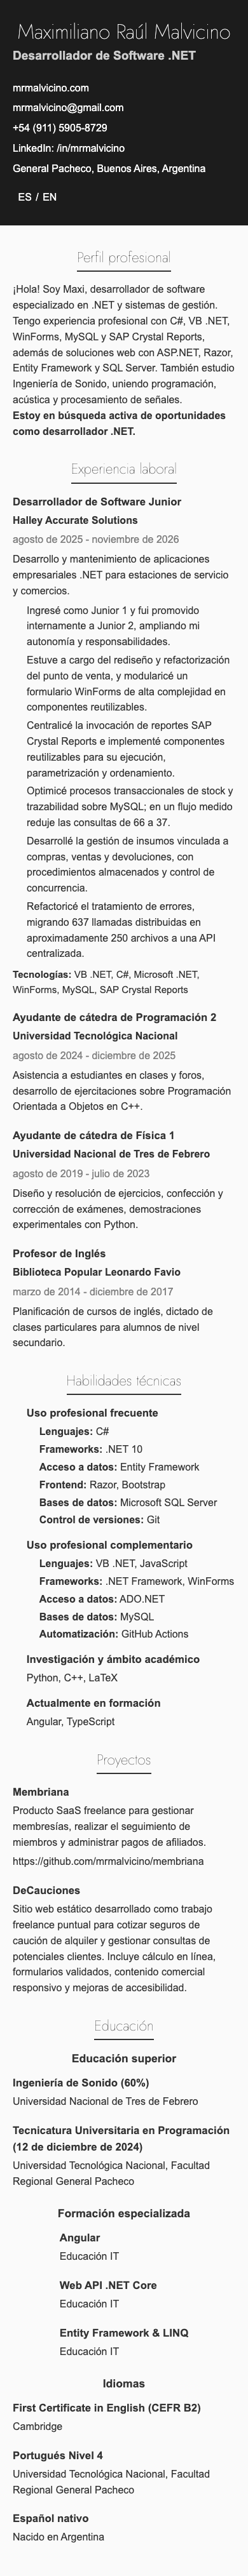 Maximiliano Raúl Malvicino
Desarrollador de Software .NET
mrmalvicino.com
mrmalvicino@gmail.com
+54 (911) 5905-8729
LinkedIn: /in/mrmalvicino
General Pacheco, Buenos Aires, Argentina
ES / EN
Perfil profesional
¡Hola! Soy Maxi, desarrollador de software
especializado en .NET y sistemas de gestión.
Tengo experiencia profesional con C#, VB .NET,
WinForms, MySQL y SAP Crystal Reports,
además de soluciones web con ASP.NET, Razor,
Entity Framework y SQL Server. También estudio
Ingeniería de Sonido, uniendo programación,
acústica y procesamiento de señales.
Estoy en búsqueda activa de oportunidades
como desarrollador .NET.
Experiencia laboral
Desarrollador de Software Junior
Halley Accurate Solutions
agosto de 2025 - noviembre de 2026
Desarrollo y mantenimiento de aplicaciones
empresariales .NET para estaciones de servicio
y comercios.
Ingresé como Junior 1 y fui promovido
internamente a Junior 2, ampliando mi
autonomía y responsabilidades.
Estuve a cargo del rediseño y refactorización
del punto de venta, y modularicé un
formulario WinForms de alta complejidad en
componentes reutilizables.
Centralicé la invocación de reportes SAP
Crystal Reports e implementé componentes
reutilizables para su ejecución,
parametrización y ordenamiento.
Optimicé procesos transaccionales de stock y
trazabilidad sobre MySQL; en un flujo medido
reduje las consultas de 66 a 37.
Desarrollé la gestión de insumos vinculada a
compras, ventas y devoluciones, con
procedimientos almacenados y control de
concurrencia.
Refactoricé el tratamiento de errores,
migrando 637 llamadas distribuidas en
aproximadamente 250 archivos a una API
centralizada.
Tecnologías: VB .NET, C#, Microsoft .NET,
WinForms, MySQL, SAP Crystal Reports
Ayudante de cátedra de Programación 2
Universidad Tecnológica Nacional
agosto de 2024 - diciembre de 2025
Asistencia a estudiantes en clases y foros,
desarrollo de ejercitaciones sobre Programación
Orientada a Objetos en C++.
Ayudante de cátedra de Física 1
Universidad Nacional de Tres de Febrero
agosto de 2019 - julio de 2023
Diseño y resolución de ejercicios, confección y
corrección de exámenes, demostraciones
experimentales con Python.
Profesor de Inglés
Biblioteca Popular Leonardo Favio
marzo de 2014 - diciembre de 2017
Planificación de cursos de inglés, dictado de
clases particulares para alumnos de nivel
secundario.
Habilidades técnicas
Uso profesional frecuente
Lenguajes: C#
Frameworks: .NET 10
Acceso a datos: Entity Framework
Frontend: Razor, Bootstrap
Bases de datos: Microsoft SQL Server
Control de versiones: Git
Uso profesional complementario
Lenguajes: VB .NET, JavaScript
Frameworks: .NET Framework, WinForms
Acceso a datos: ADO.NET
Bases de datos: MySQL
Automatización: GitHub Actions
Investigación y ámbito académico
Python, C++, LaTeX
Actualmente en formación
Angular, TypeScript
Proyectos
Membriana
Producto SaaS freelance para gestionar
membresías, realizar el seguimiento de
miembros y administrar pagos de afiliados.
https://github.com/mrmalvicino/membriana
DeCauciones
Sitio web estático desarrollado como trabajo
freelance puntual para cotizar seguros de
caución de alquiler y gestionar consultas de
potenciales clientes. Incluye cálculo en línea,
formularios validados, contenido comercial
responsivo y mejoras de accesibilidad.
Educación
Educación superior
Ingeniería de Sonido (60%)
Universidad Nacional de Tres de Febrero
Tecnicatura Universitaria en Programación
(12 de diciembre de 2024)
Universidad Tecnológica Nacional, Facultad
Regional General Pacheco
Formación especializada
Angular
Educación IT
Web API .NET Core
Educación IT
Entity Framework & LINQ
Educación IT
Idiomas
First Certificate in English (CEFR B2)
Cambridge
Portugués Nivel 4
Universidad Tecnológica Nacional, Facultad
Regional General Pacheco
Español nativo
Nacido en Argentina